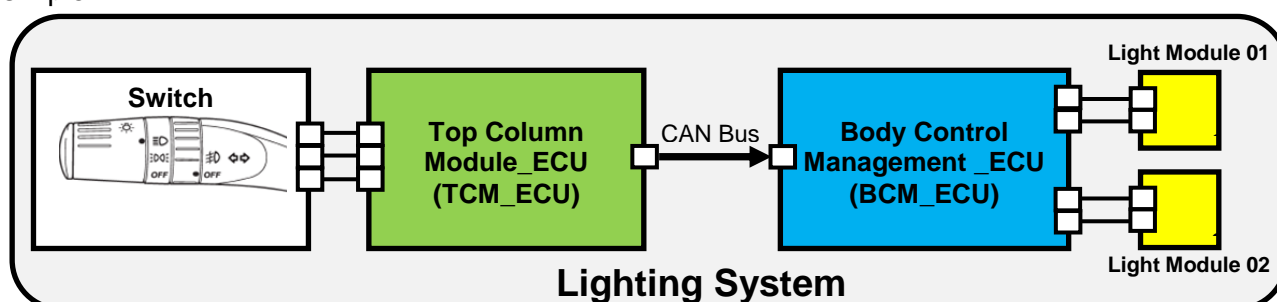 Light Module 01
Switch
OFF
OFF
Top Column
Module_ECU
(TCM_ECU)
CAN Bus
Body Control
Management _ECU
(BCM_ECU)
Light Module 02
Lighting System